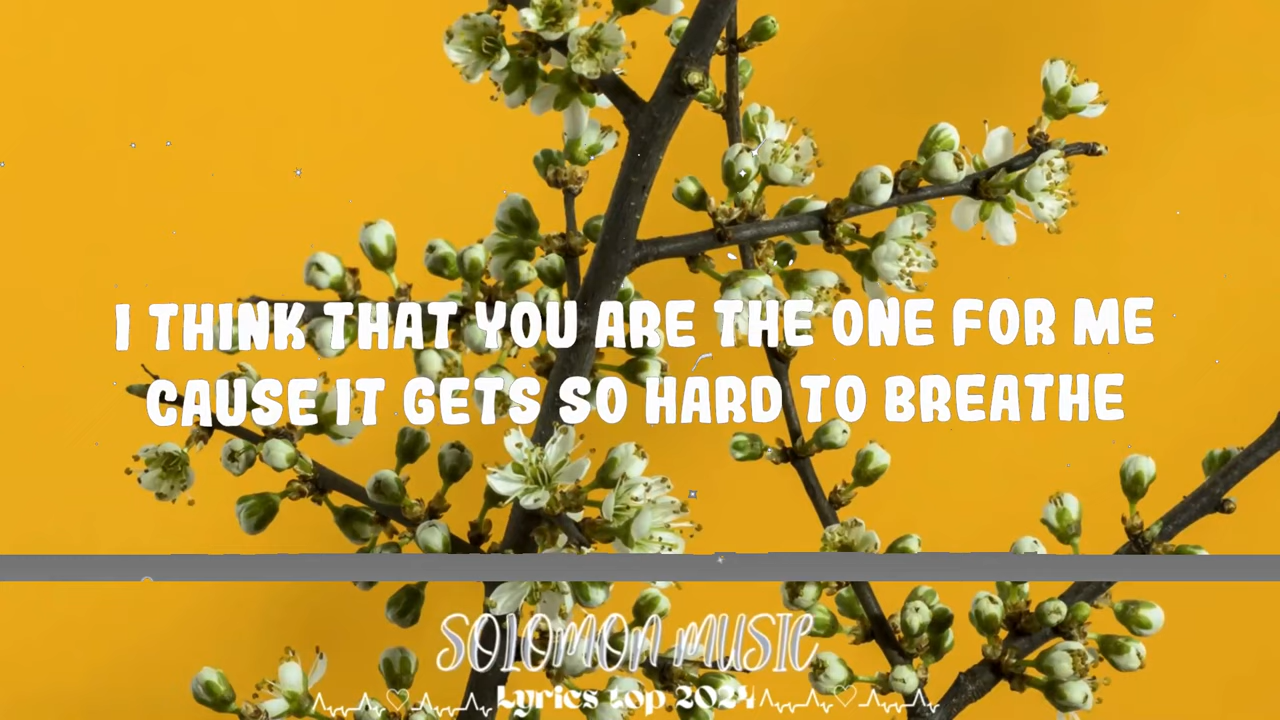 I THINK THAT YOU ARE THE ONE FOR ME
CAUSE IT GETS SO HARD TO BREATHE
SOLOMON MUSIC
Lyrics top 2024